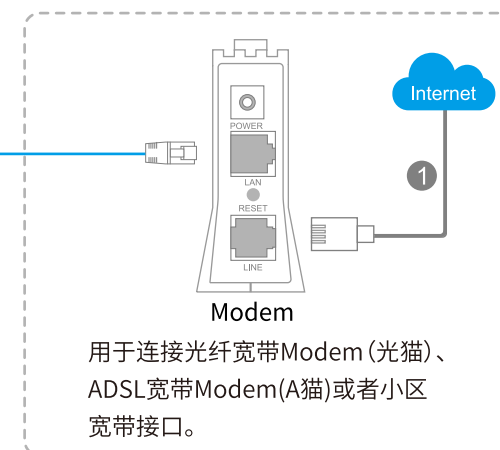 Internet
POWER
1
LAN
RESET
LINE
Modem
用于连接光纤宽带Modem（光猫）、
ADSL宽带Modem(A猫)或者小区
宽带接口。